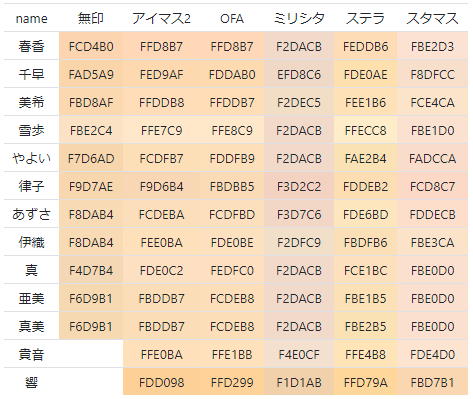 name 無印 アイマス2 OFA ミリシタ ステラ スタマス
春香 FCD4B0 FFD8B7 FFD8B7 F2DACB FEDDB6 FBE2D3
千早 FAD5A9 FED9AF FDDAB0 EFD8C6 FDE0AE F8DFCC
美希 FBD8AF FFDDB8 FFDDB7 F2DEC5 FEE1B6 FCE4CA
雪歩 FBE2C4 FFE7C9 FFE8C9 F2DACB FFECC8 FBE1D0
やよい F7D6AD FCDFB7 FDDFB9 F2DACB FAE2B4 FADCCA
律子 F9D7AE F9D6B4 FBDBB5 F3D2C2 FDDEB2 FCD8C7
あずさ F8DAB4 FCDEBA FCDFBD F3D7C6 FDE6BD FDDECB
伊織 F8DAB4 FEE0BA FDE0BE F2DFC9 FBDFB6 FBE3CA
真 F4D7B4 FDE0C2 FEDFC0 F2DACB FCE1BC FBE0D0
亜美 F6D9B1 FBDDB7 FCDEB8 F2DACB FBE1B5 FBE0D0
真美 F6D9B1 FBDDB7 FCDEB8 F2DACB FBE2B5 FBE0D0
貴音 FFE0BA FFE1BB F4E0CF FFE4B8 FDE4D0
響 FDD098 FFD299 F1D1AB FFD79A FBD7B1